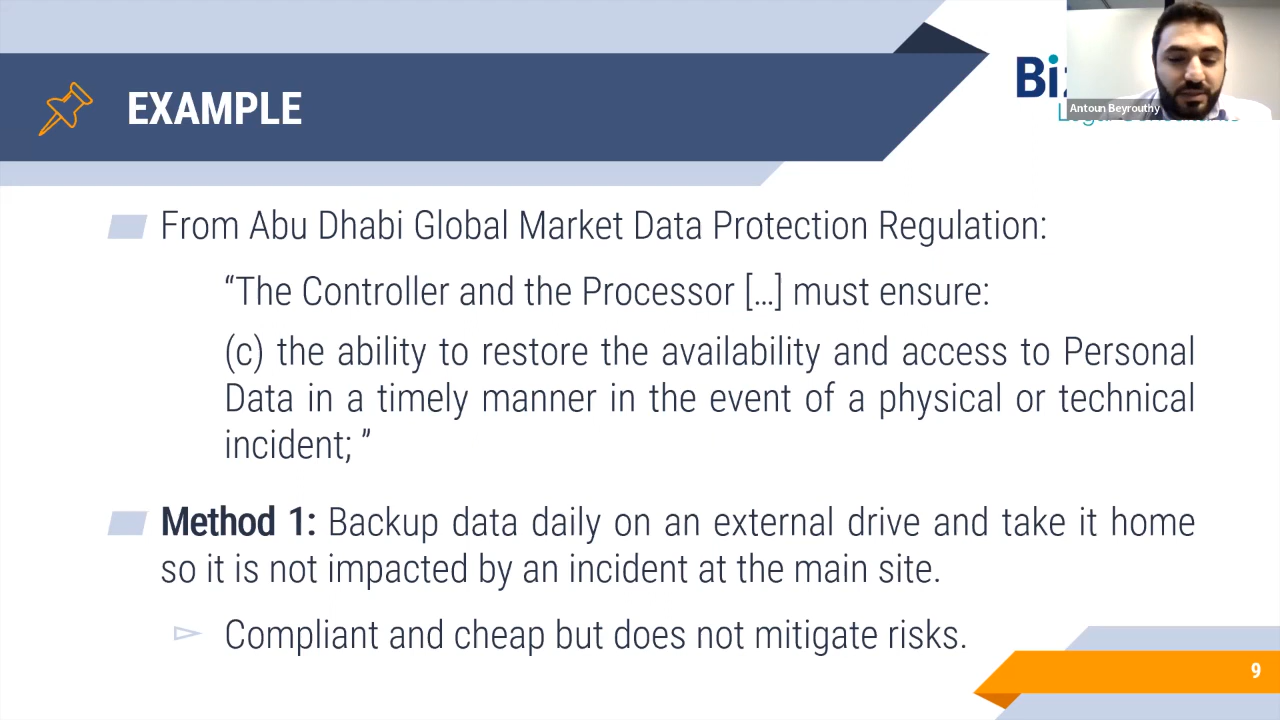 EXAMPLE
Antoun Beyrouthy
From Abu Dhabi Global Market Data Protection Regulation:
“The Controller and the Processor [...] must ensure:
(c) the ability to restore the availability and access to Personal
Data in a timely manner in the event of a physical or technical
incident; ”
Method 1: Backup data daily on an external drive and take it home
so it is not impacted by an incident at the main site.
Compliant and cheap but does not mitigate risks.
9